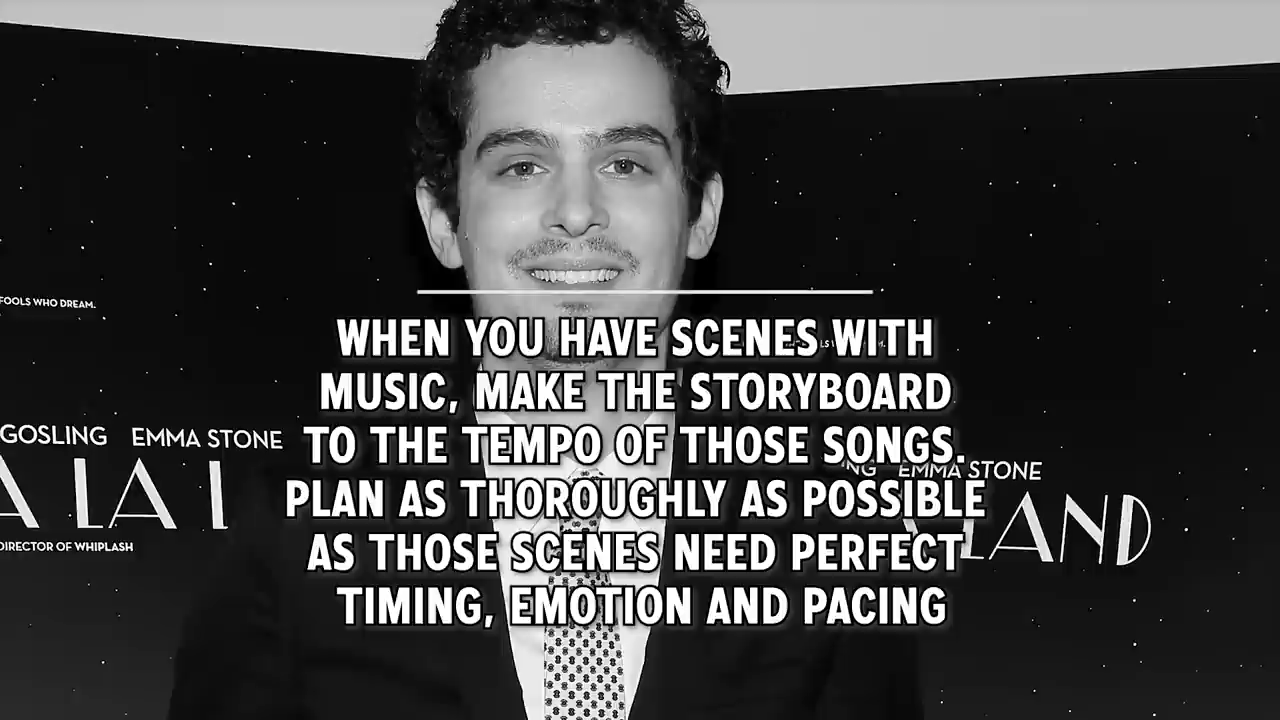 FOOLS WHO DREAM.
WHEN YOU HAVE SCENES WITH
MUSIC, MAKE THE STORYBOARD
TO THE TEMPO OF THOSE SONGS.
PLAN AS THOROUGHLY AS POSSIBLE
AS THOSE SCENES NEED PERFECT
TIMING, EMOTION AND PACING
GOSLING EMMA STONE
A LA L
DIRECTOR OF WHIPLASH
EMMA STONE
LAND